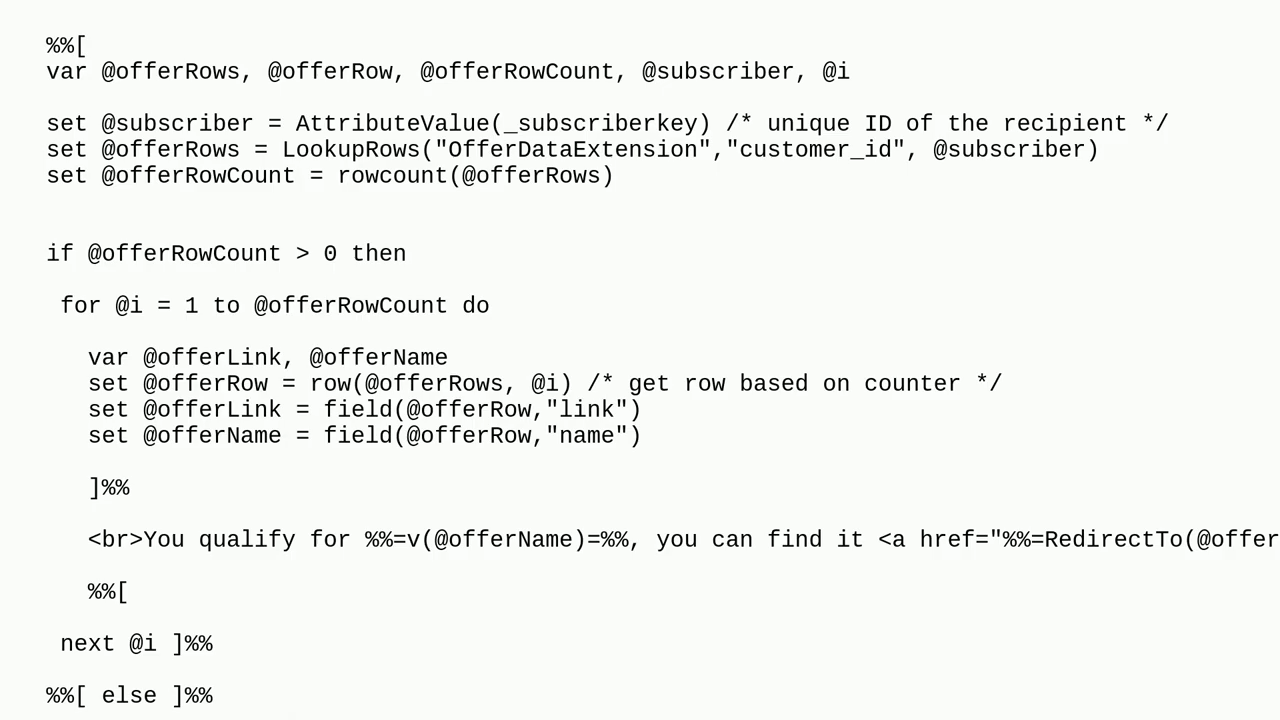 %%[
var @offerRows, @offerRow, @offerRowCount, @subscriber, @i
set @subscriber = AttributeValue(_subscriberkey) /* unique ID of the recipient */
set @offerRows = LookupRows("OfferDataExtension","customer_id", @subscriber)
set @offerRowCount = rowcount(@offerRows)
if @offerRowCount > 0 then
for @i = 1 to @offerRowCount do
var @offerLink, @offerName
set @offerRow = row(@offerRows, @i) /* get row based on counter */
set @offerLink = field(@offerRow,"link")
set @offerName = field(@offerRow,"name")
]%%
<br>You qualify for %%=v(@offerName)=%%, you can find it <a href="%%=RedirectTo(@offer
%%[
next @i ]%%
%%[ else ]%%